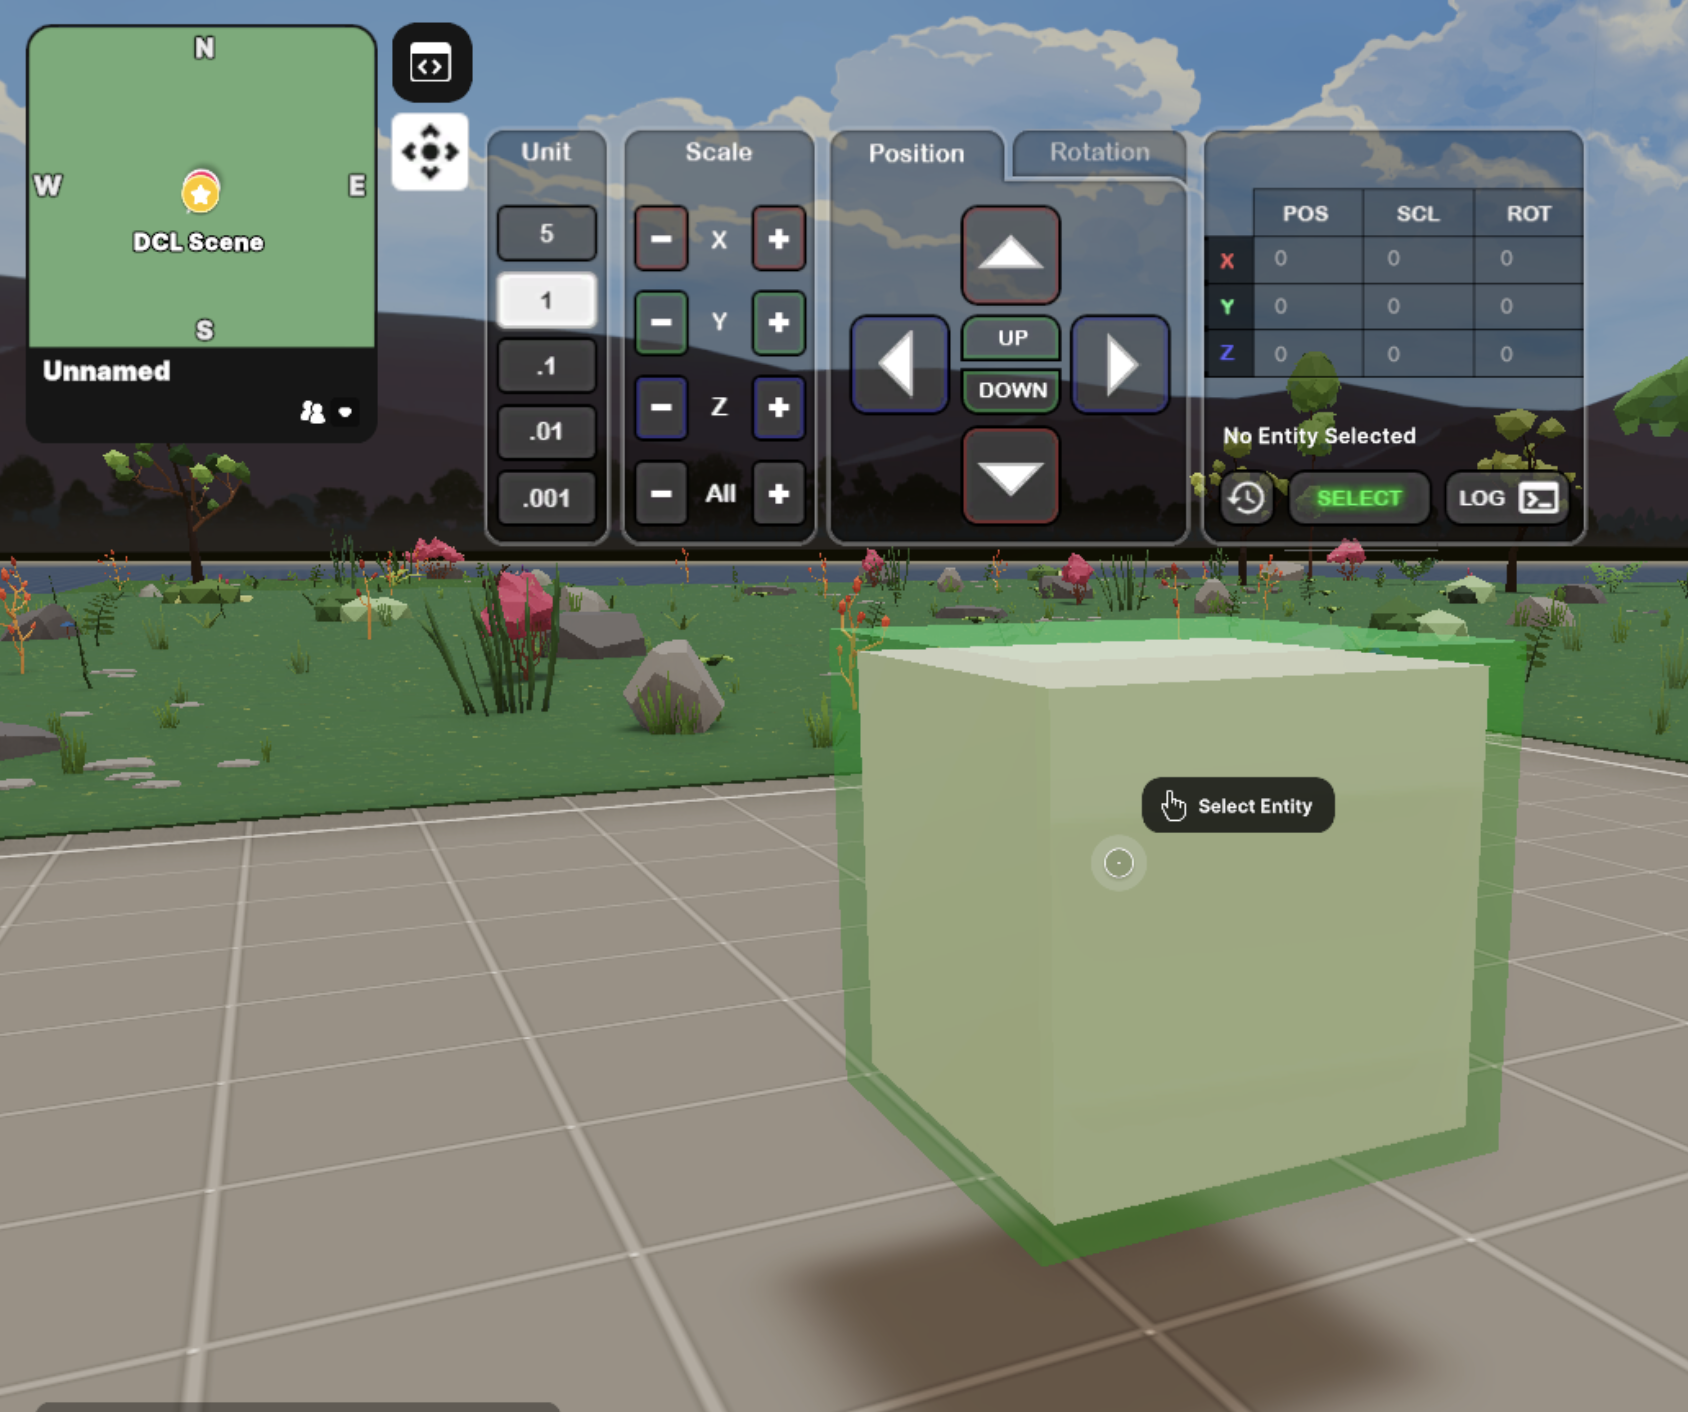 N
W
E
DCL Scene
S
Unnamed
Unit
5
1
.1
.01
.001
Scale
X
Y
Z
All
Position
Rotation
UP
DOWN
POS SCL ROT
X 0 0 0
Y 0 0 0
Z 0 0 0
No Entity Selected
SELECT
LOG
Select Entity